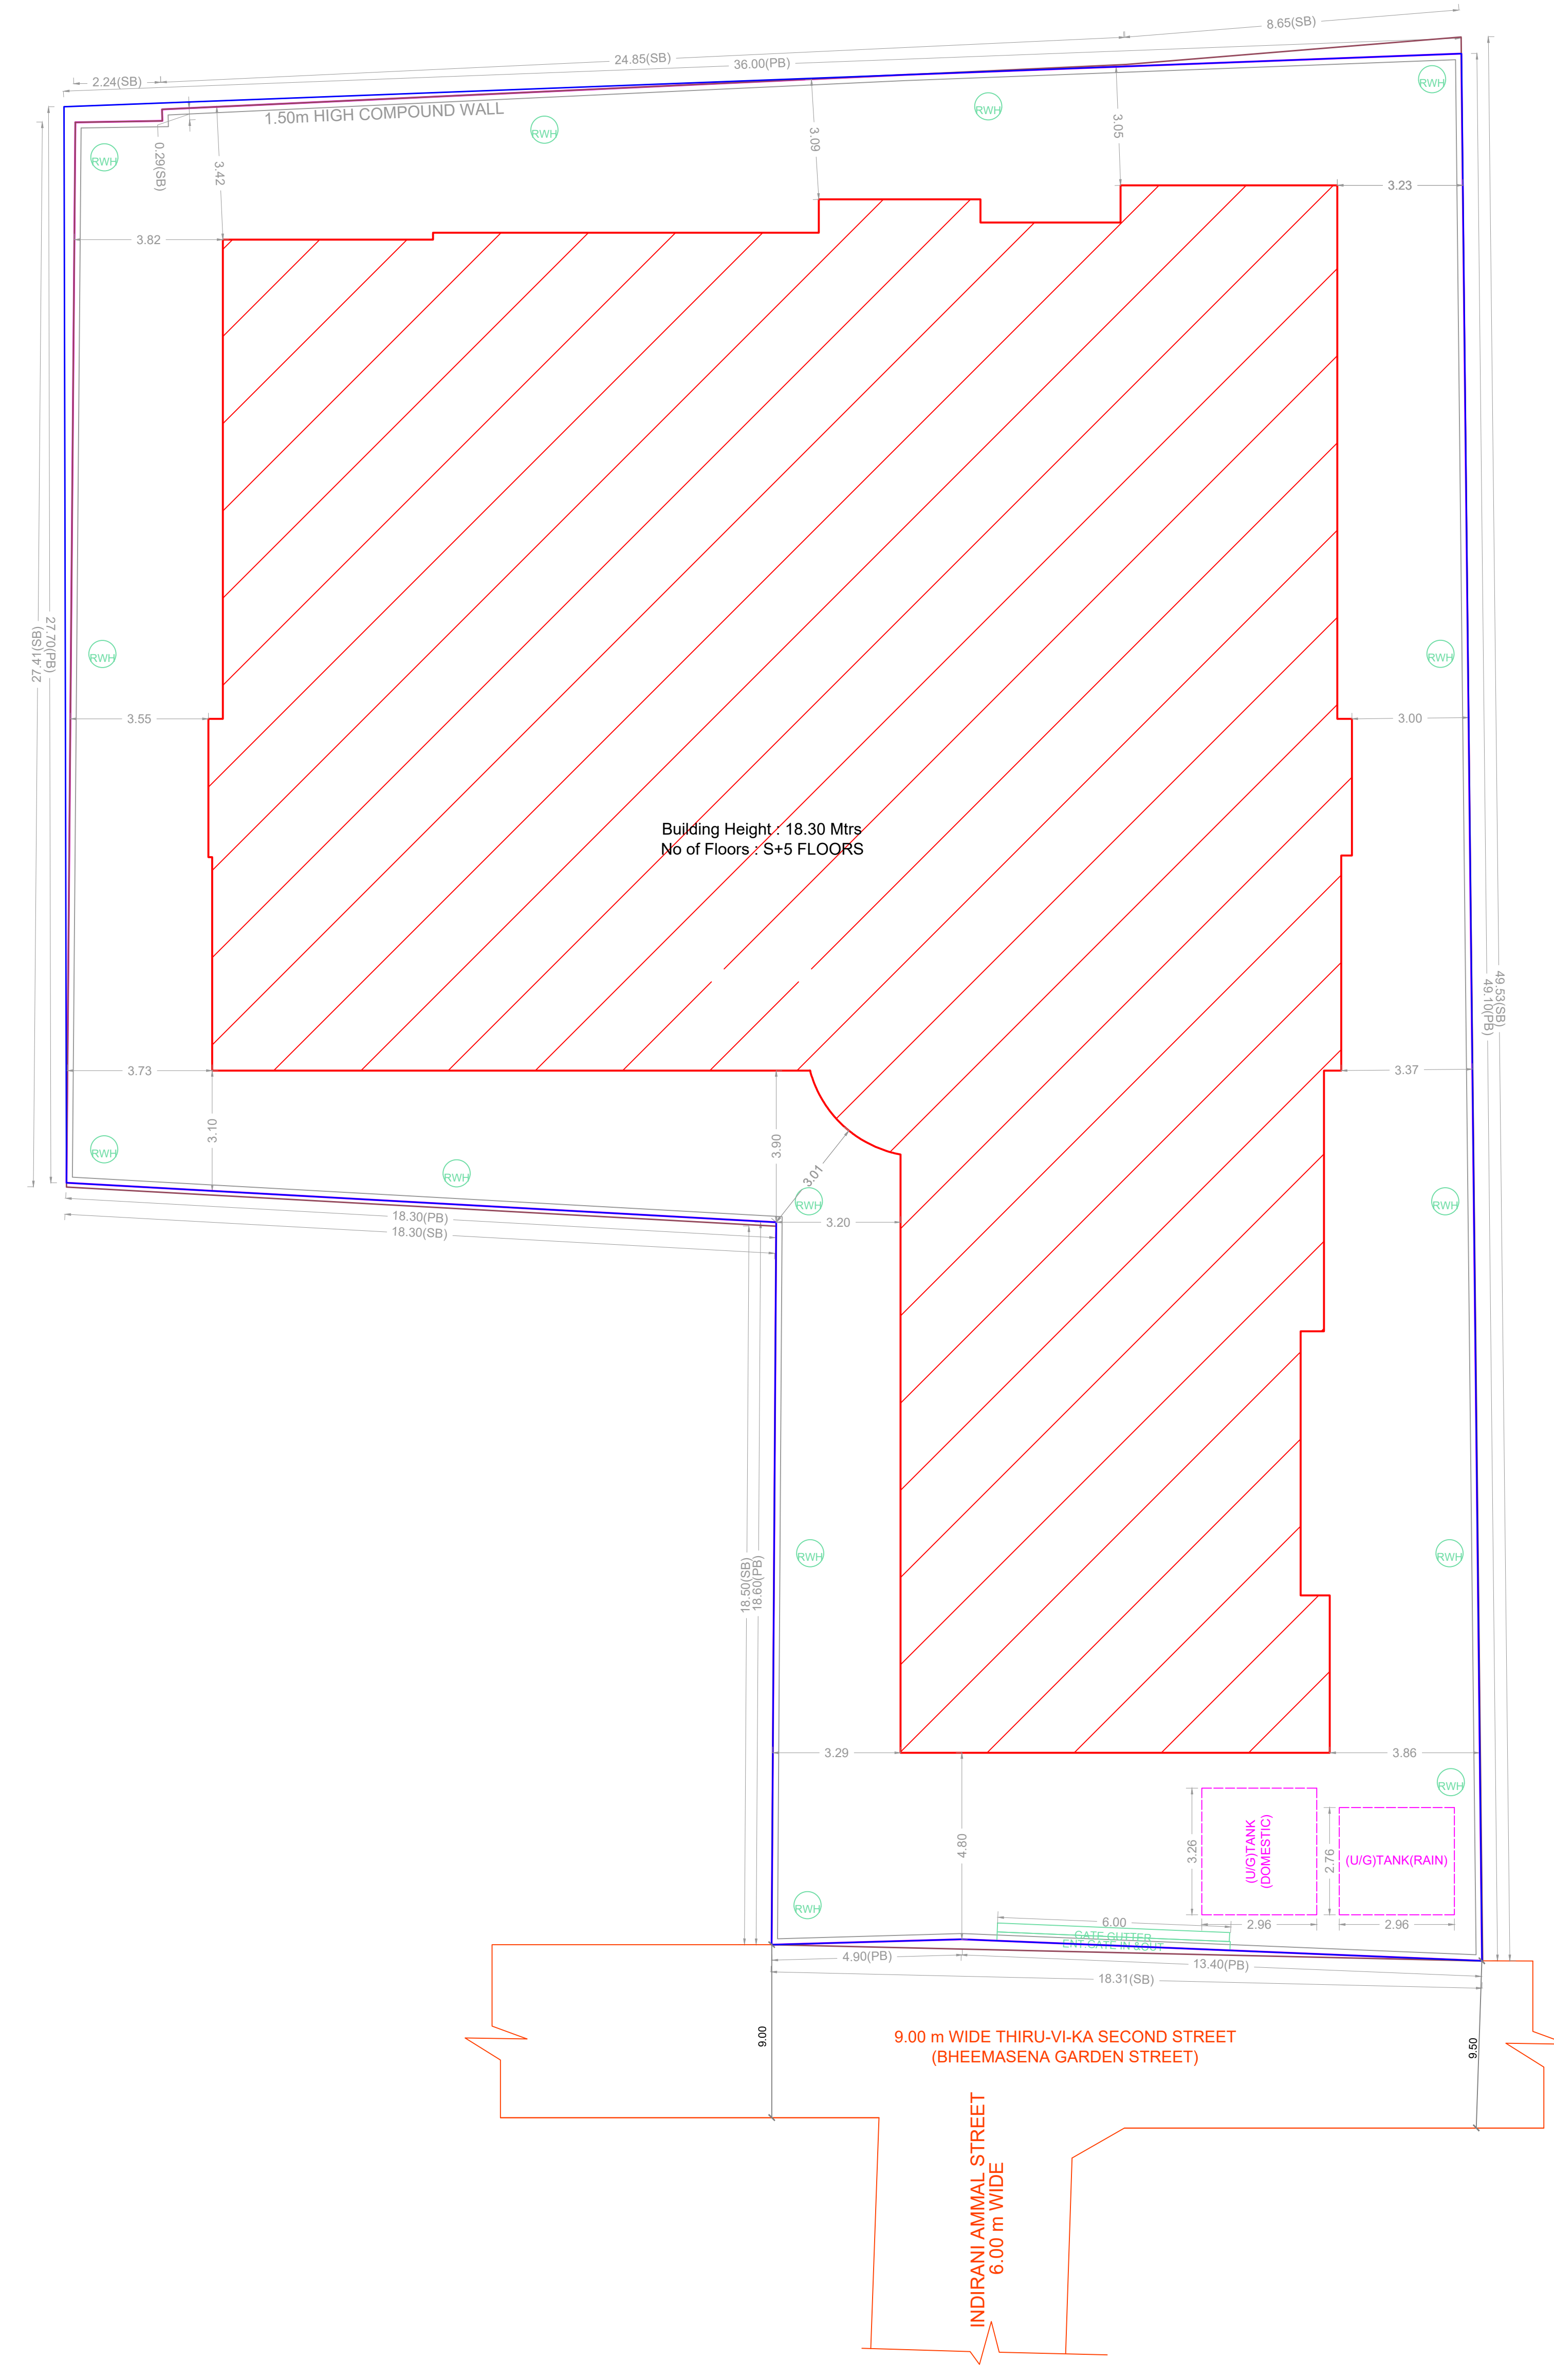 8.65(SB)
24.85(SB)
36.00(PB)
2.24(SB)
1.50m HIGH COMPOUND WALL
RWH
RWH
RWH
RWH
0.29(SB)
3.42
3.09
3.05
3.23
3.82
27.41(SB)
27.70(PB)
RWH
RWH
3.55
3.00
Building Height : 18.30 Mtrs
No of Floors : S+5 FLOORS
49.53(SB)
49.10(PB)
3.73
3.37
3.10
3.90
3.01
RWH
RWH
RWH
RWH
18.30(PB)
18.30(SB)
3.20
18.50(SB)
18.60(PB)
RWH
RWH
3.29
3.86
RWH
4.80
3.26
(U/G)TANK
(DOMESTIC)
2.76
(U/G)TANK(RAIN)
RWH
6.00
2.96
2.96
GATE GUTTER
ENT.GATE IN &OUT
4.90(PB)
13.40(PB)
18.31(SB)
9.00
9.00 m WIDE THIRU-VI-KA SECOND STREET
(BHEEMASENA GARDEN STREET)
9.50
INDIRANI AMMAL STREET
6.00 m WIDE